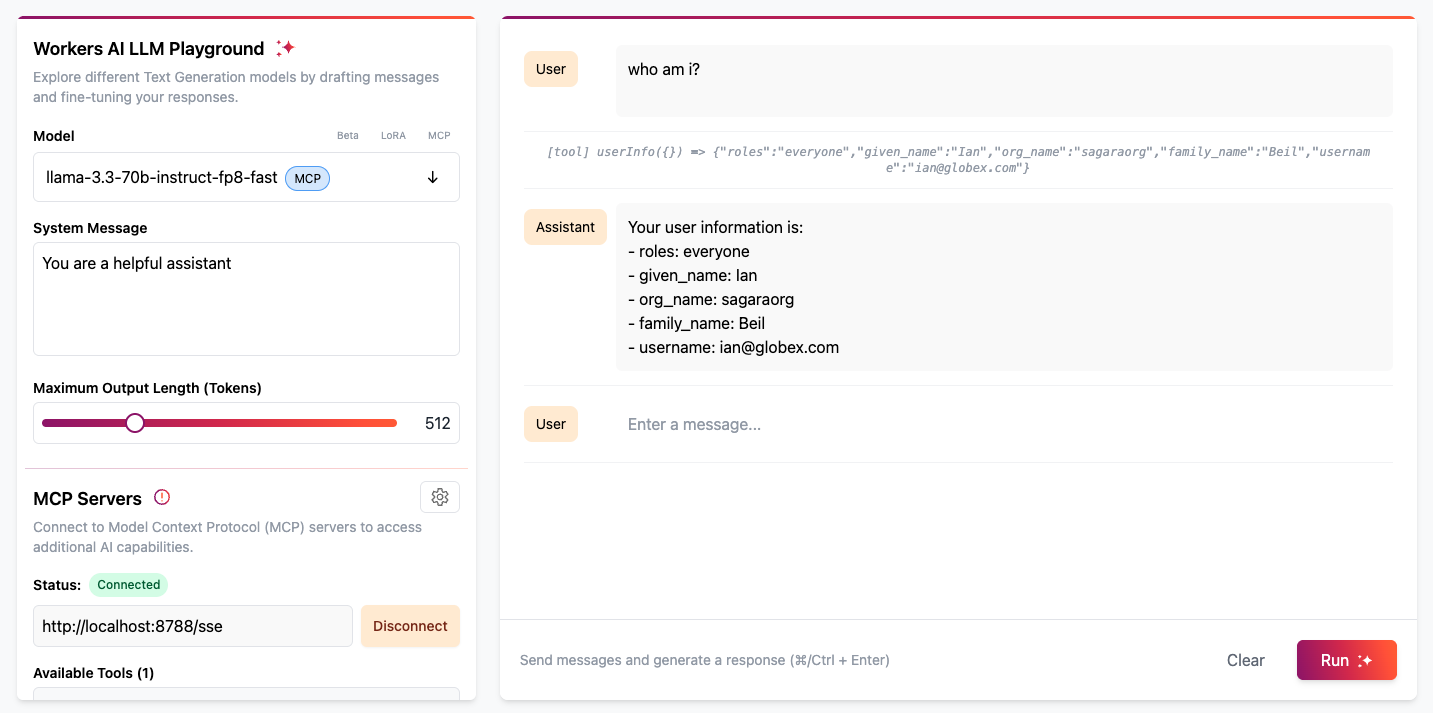 Workers AI LLM Playground
Explore different Text Generation models by drafting messages
and fine-tuning your responses.
Model
Beta LoRA MCP
llama-3.3-70b-instruct-fp8-fast MCP
System Message
You are a helpful assistant
Maximum Output Length (Tokens)
512
MCP Servers
Connect to Model Context Protocol (MCP) servers to access
additional AI capabilities.
Status: Connected
http://localhost:8788/sse
Disconnect
Available Tools (1)
User
who am i?
[tool] userInfo({}) => {"roles":"everyone","given_name":"Ian","org_name":"sagaraorg","family_name":"Beil","usernam
e":"ian@globex.com"}
Assistant
Your user information is:
- roles: everyone
- given_name: Ian
- org_name: sagaraorg
- family_name: Beil
- username: ian@globex.com
User
Enter a message...
Send messages and generate a response (⌘/Ctrl + Enter)
Clear
Run